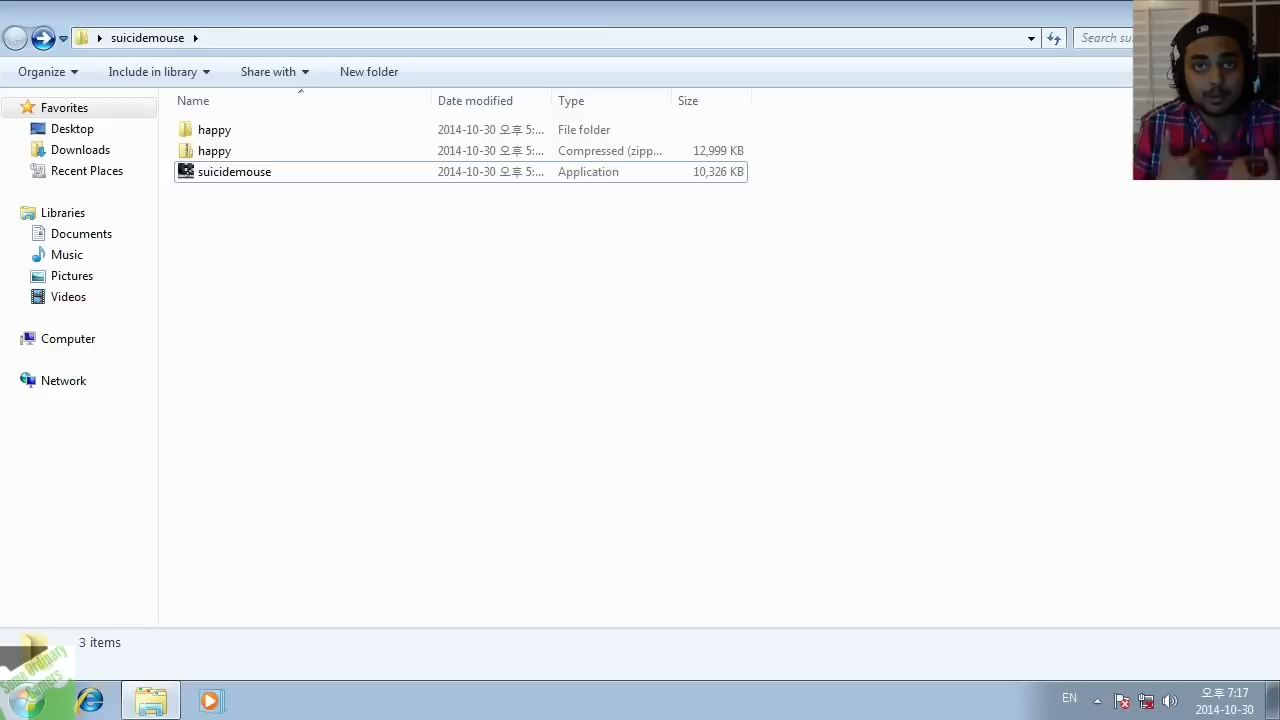 suicidemouse
Search su
Organize
Include in library
Share with
New folder
Name
Date modified
Type
Size
Favorites
Desktop
Downloads
Recent Places
Libraries
Documents
Music
Pictures
Videos
Computer
Network
happy
2014-10-30 오후 5:...
File folder
happy
2014-10-30 오후 5:...
Compressed (zipp...
12,999 KB
suicidemouse
2014-10-30 오후 5:...
Application
10,326 KB
3 items
Some Ordinary
Gamers
EN
오후 7:17
2014-10-30